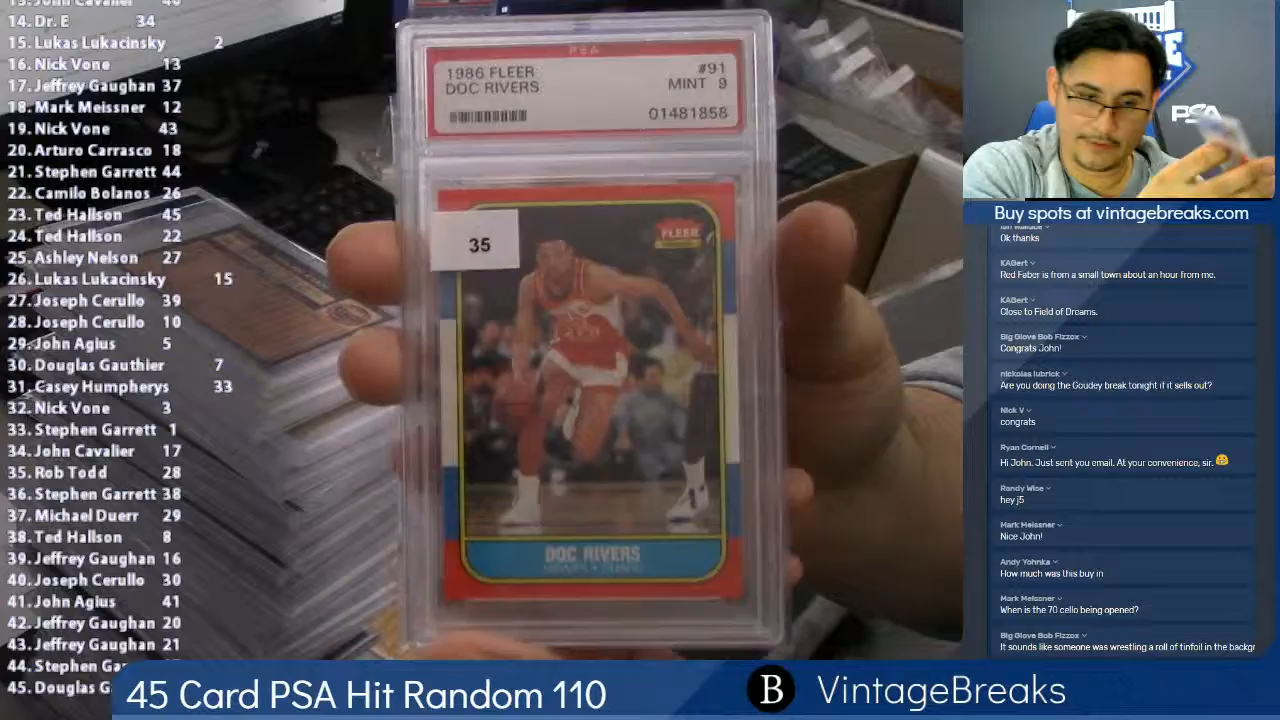 14. Dr. E 34
15. Lukas Lukacinsky 2
16. Nick Vone 13
17. Jeffrey Gaughan 37
18. Mark Meissner 12
19. Nick Vone 43
20. Arturo Carrasco 18
21. Stephen Garrett 44
22. Camilo Bolanos 26
23. Ted Hallson 45
24. Ted Hallson 22
25. Ashley Nelson 27
26. Lukas Lukacinsky 15
27. Joseph Cerullo 39
28. Joseph Cerullo 10
29. John Agius 5
30. Douglas Gauthier 7
31. Casey Humpherys 33
32. Nick Vone 3
33. Stephen Garrett 1
34. John Cavalier 17
35. Rob Todd 28
36. Stephen Garrett 38
37. Michael Duerr 29
38. Ted Hallson 8
39. Jeffrey Gaughan 16
40. Joseph Cerullo 30
41. John Agius 41
42. Jeffrey Gaughan 20
43. Jeffrey Gaughan 21
44. Stephen Ga
45. Douglas G
PSA
1986 FLEER #91
DOC RIVERS MINT 9
01481858
35
FLEER
DOC RIVERS
PSA
Buy spots at vintagebreaks.com
Ok thanks
KAGert
Red Faber is from a small town about an hour from me.
KAGert
Close to Field of Dreams.
Big Glove Bob Fizzox
Congrats John!
nickolas lubrick
Are you doing the Goudey break tonight if it sells out?
Nick V
congrats
Ryan Cornell
Hi John. Just sent you email. At your convenience, sir.
Randy Wise
hey j5
Mark Meissner
Nice John!
Andy Yohnka
How much was this buy in
Mark Meissner
When is the 70 cello being opened?
Big Glove Bob Fizzox
It sounds like someone was wrestling a roll of tinfoil in the backgr
45 Card PSA Hit Random 110
B VintageBreaks